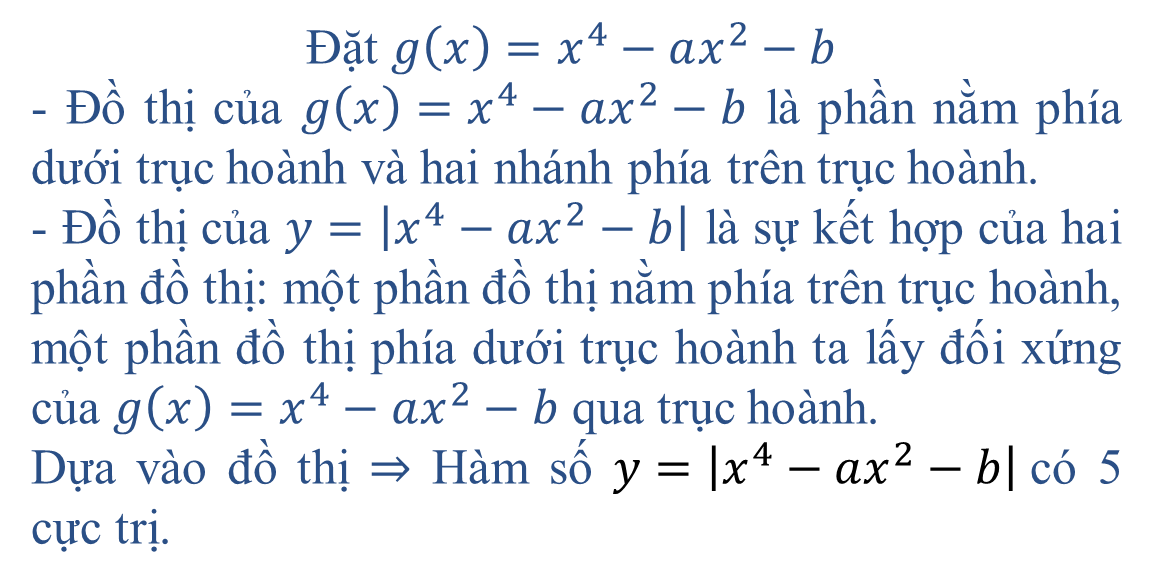 Đặt g(x) = x⁴ − ax² − b
- Đồ thị của g(x) = x⁴ − ax² − b là phần nằm phía
dưới trục hoành và hai nhánh phía trên trục hoành.
- Đồ thị của y = |x⁴ − ax² − b| là sự kết hợp của hai
phần đồ thị: một phần đồ thị nằm phía trên trục hoành,
một phần đồ thị phía dưới trục hoành ta lấy đối xứng
của g(x) = x⁴ − ax² − b qua trục hoành.
Dựa vào đồ thị ⇒ Hàm số y = |x⁴ − ax² − b| có 5
cực trị.